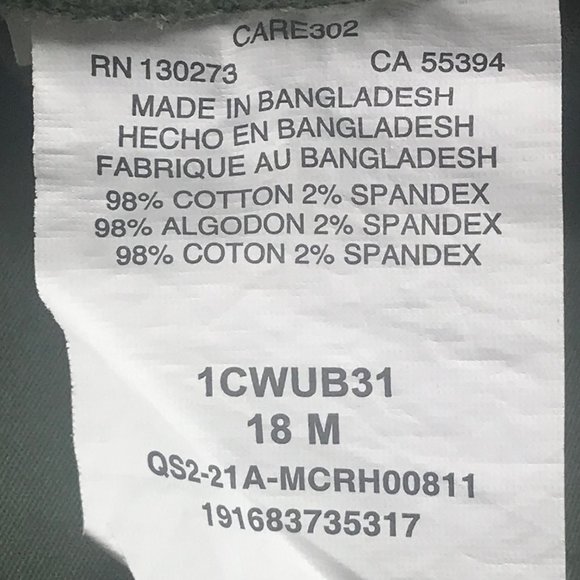 CARE302
RN 130273 CA 55394
MADE IN BANGLADESH
HECHO EN BANGLADESH
FABRIQUE AU BANGLADESH
98% COTTON 2% SPANDEX
98% ALGODON 2% SPANDEX
98% COTON 2% SPANDEX
1CWUB31
18 M
QS2-21A-MCRH00811
191683735317